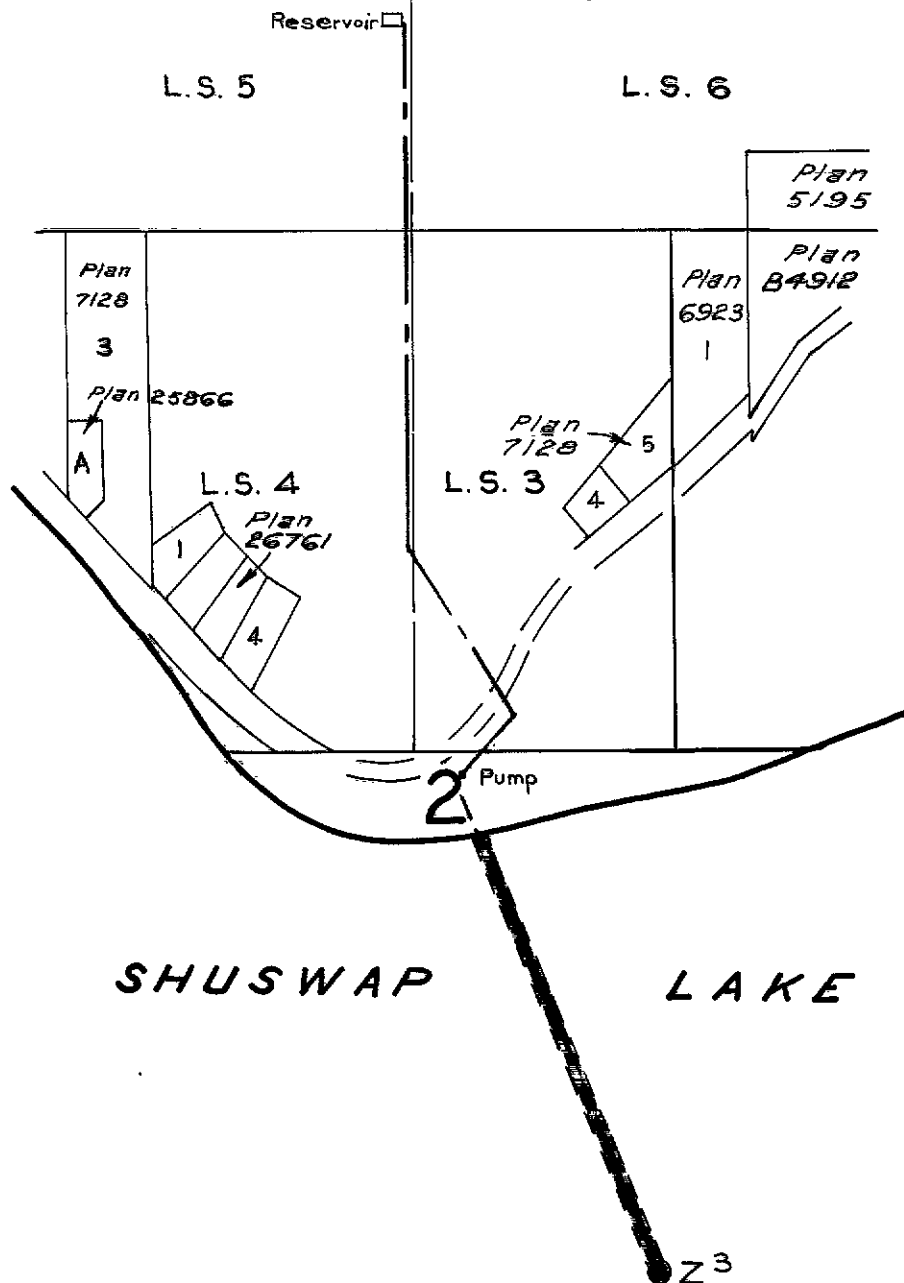 Reservoir
L.S. 5
L.S. 6
Plan
5195
Plan
7128
3
Plan
6923
1
Plan
B4912
Plan 25866
A
Plan
7128
5
4
L.S. 4
L.S. 3
Plan
26761
1
4
2
Pump
SHUSWAP LAKE
Z3